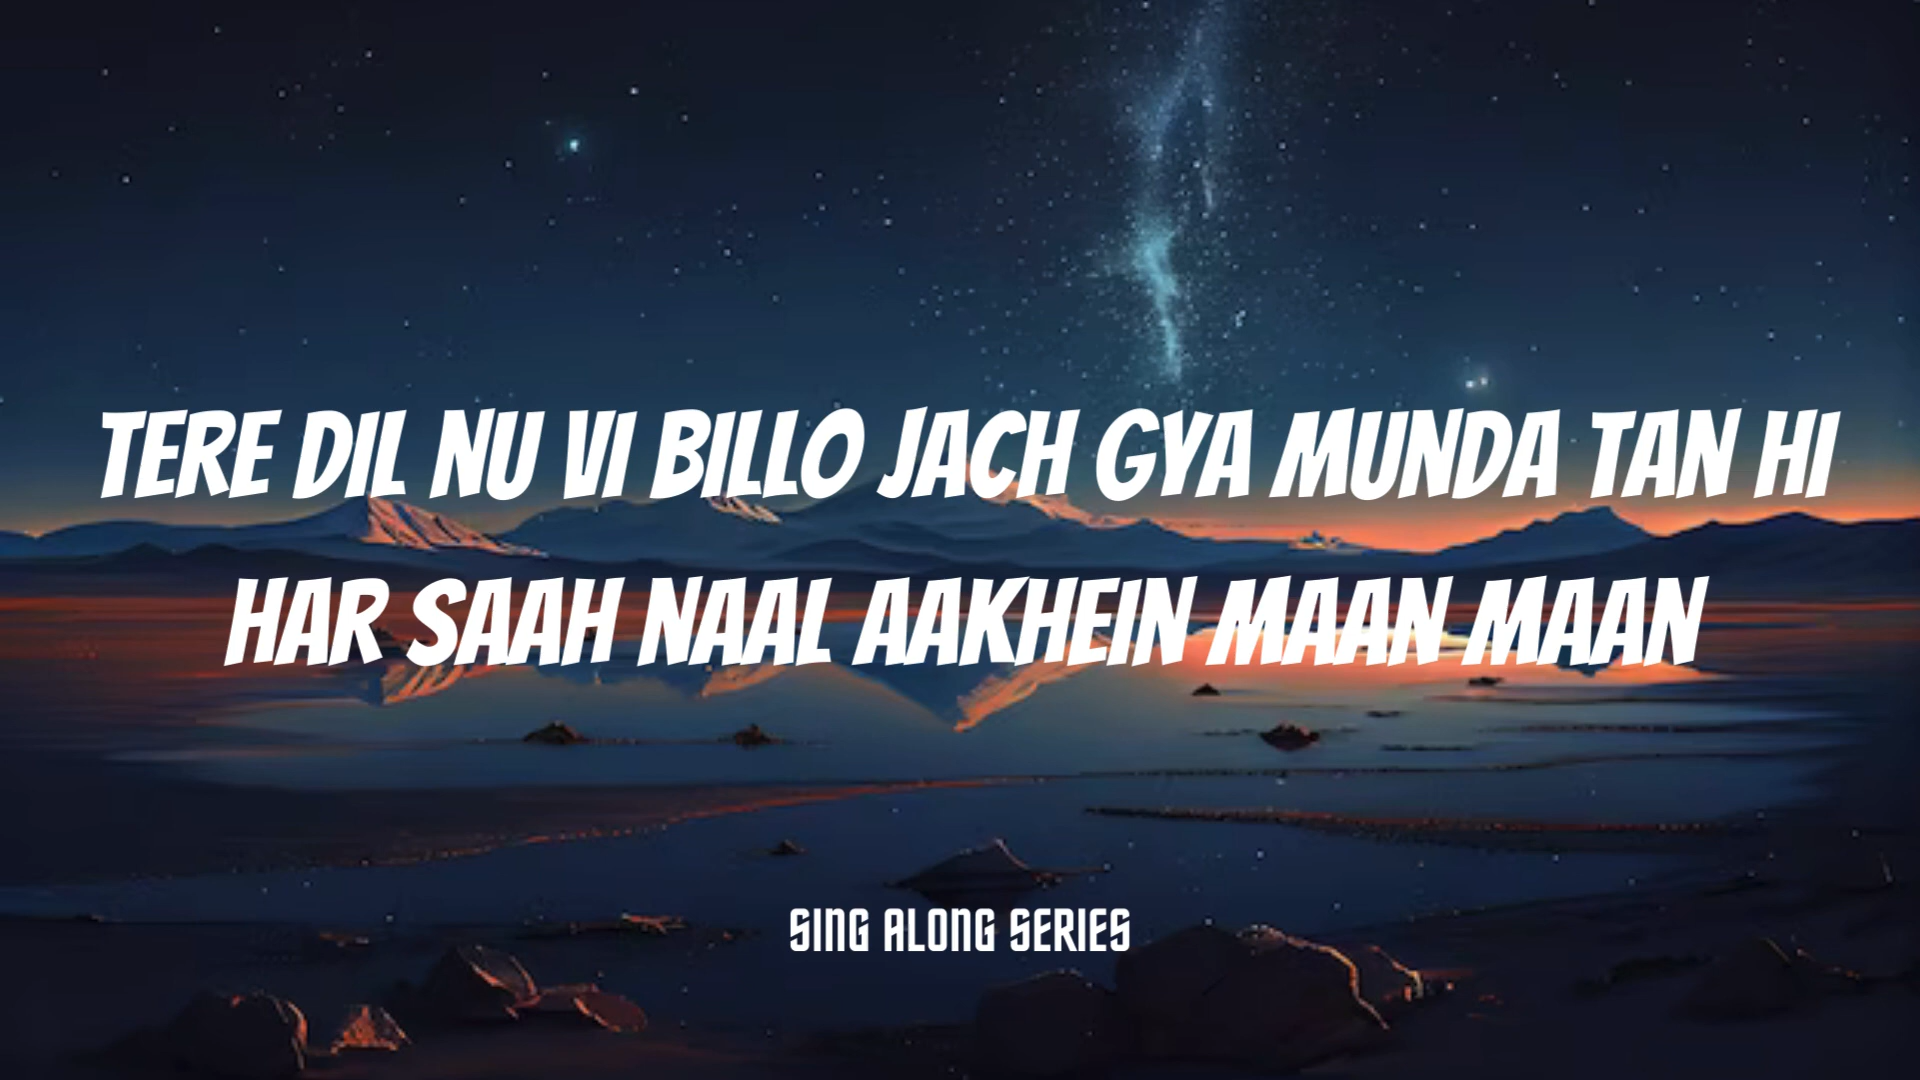 TERE DIL NU VI BILLO JACH GYA MUNDA TAN HI
HAR SAAH NAAL AAKHEIN MAAN MAAN
SING ALONG SERIES